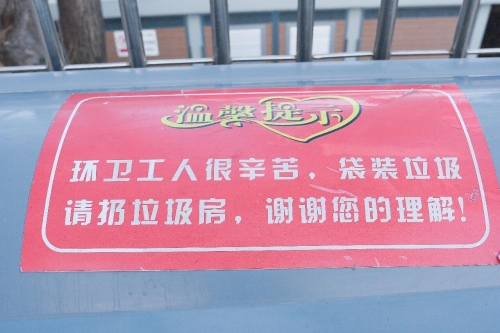 温馨提示
环卫工人很辛苦，袋装垃圾
请扔垃圾房，谢谢您的理解！